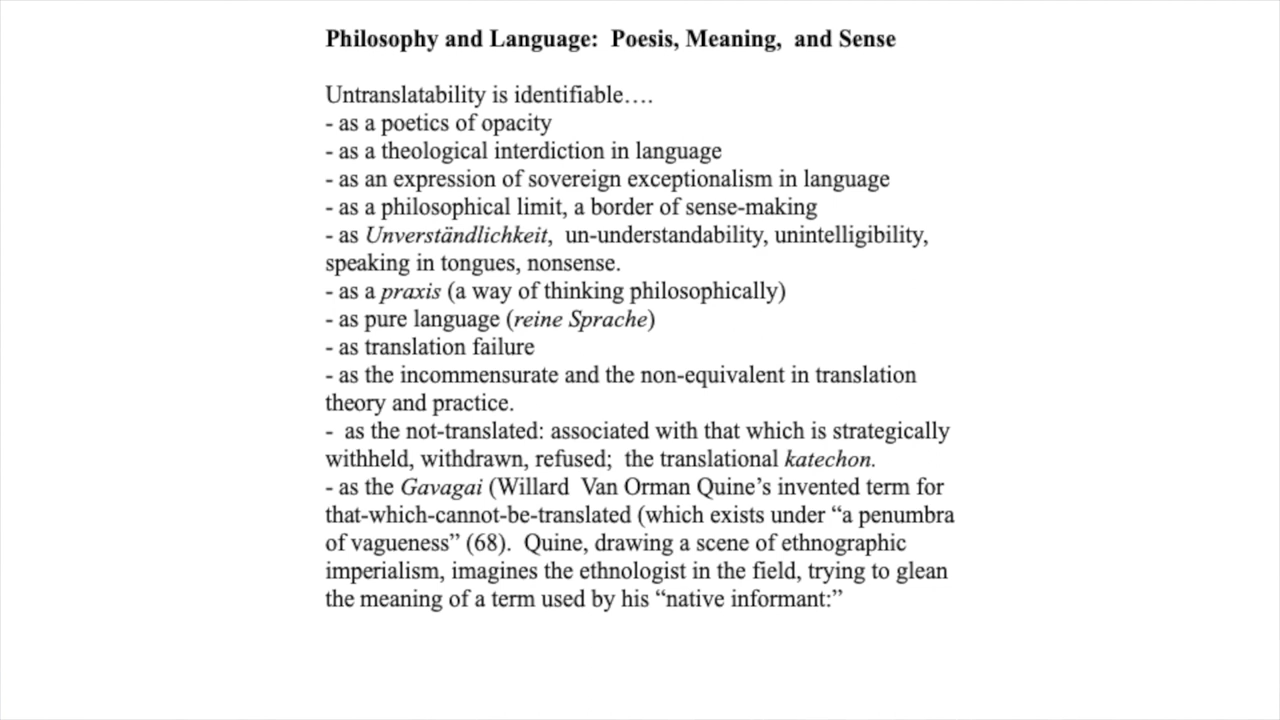 Philosophy and Language:  Poesis, Meaning,  and Sense
Untranslatability is identifiable….
- as a poetics of opacity
- as a theological interdiction in language
- as an expression of sovereign exceptionalism in language
- as a philosophical limit, a border of sense-making
- as Unverständlichkeit,  un-understandability, unintelligibility,
speaking in tongues, nonsense.
- as a praxis (a way of thinking philosophically)
- as pure language (reine Sprache)
- as translation failure
- as the incommensurate and the non-equivalent in translation
theory and practice.
-  as the not-translated: associated with that which is strategically
withheld, withdrawn, refused;  the translational katechon.
- as the Gavagai (Willard  Van Orman Quine’s invented term for
that-which-cannot-be-translated (which exists under “a penumbra
of vagueness” (68).  Quine, drawing a scene of ethnographic
imperialism, imagines the ethnologist in the field, trying to glean
the meaning of a term used by his “native informant:”